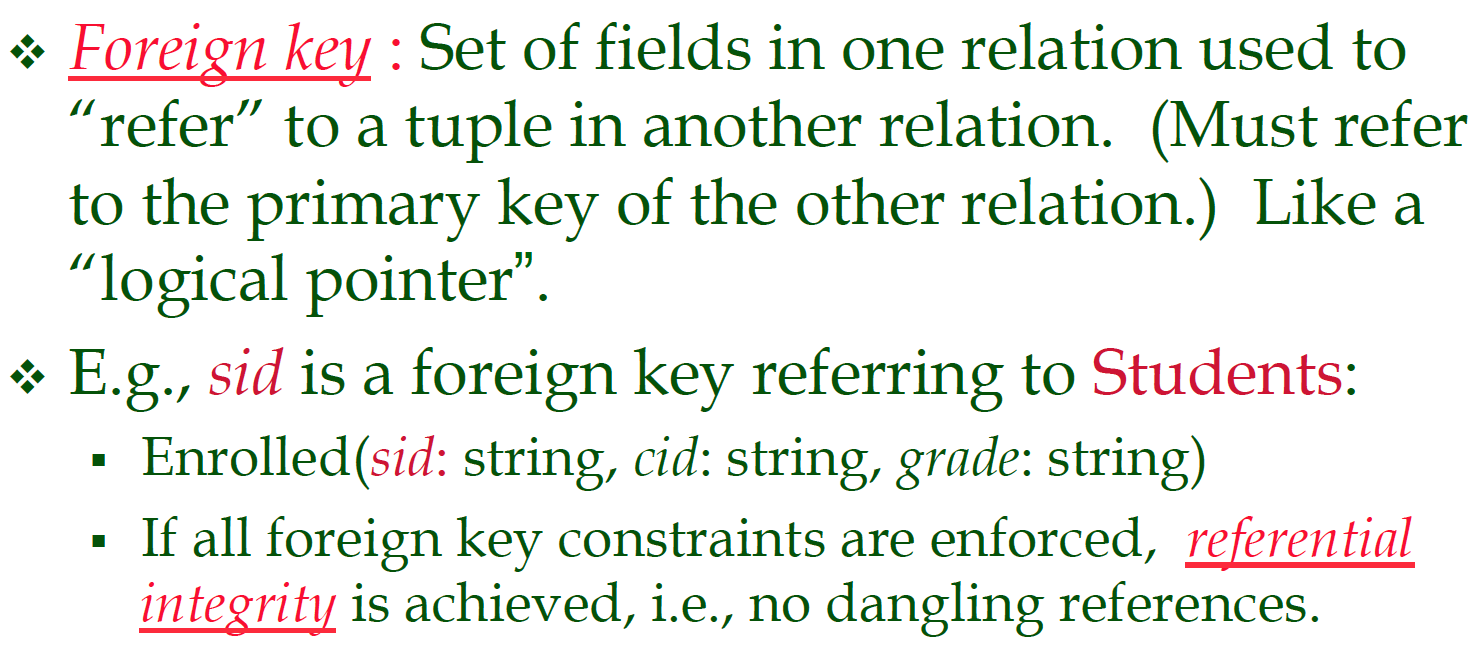 ❖ Foreign key : Set of fields in one relation used to
“refer” to a tuple in another relation. (Must refer
to the primary key of the other relation.) Like a
“logical pointer”.
❖ E.g., sid is a foreign key referring to Students:
▪ Enrolled(sid: string, cid: string, grade: string)
▪ If all foreign key constraints are enforced, referential
integrity is achieved, i.e., no dangling references.